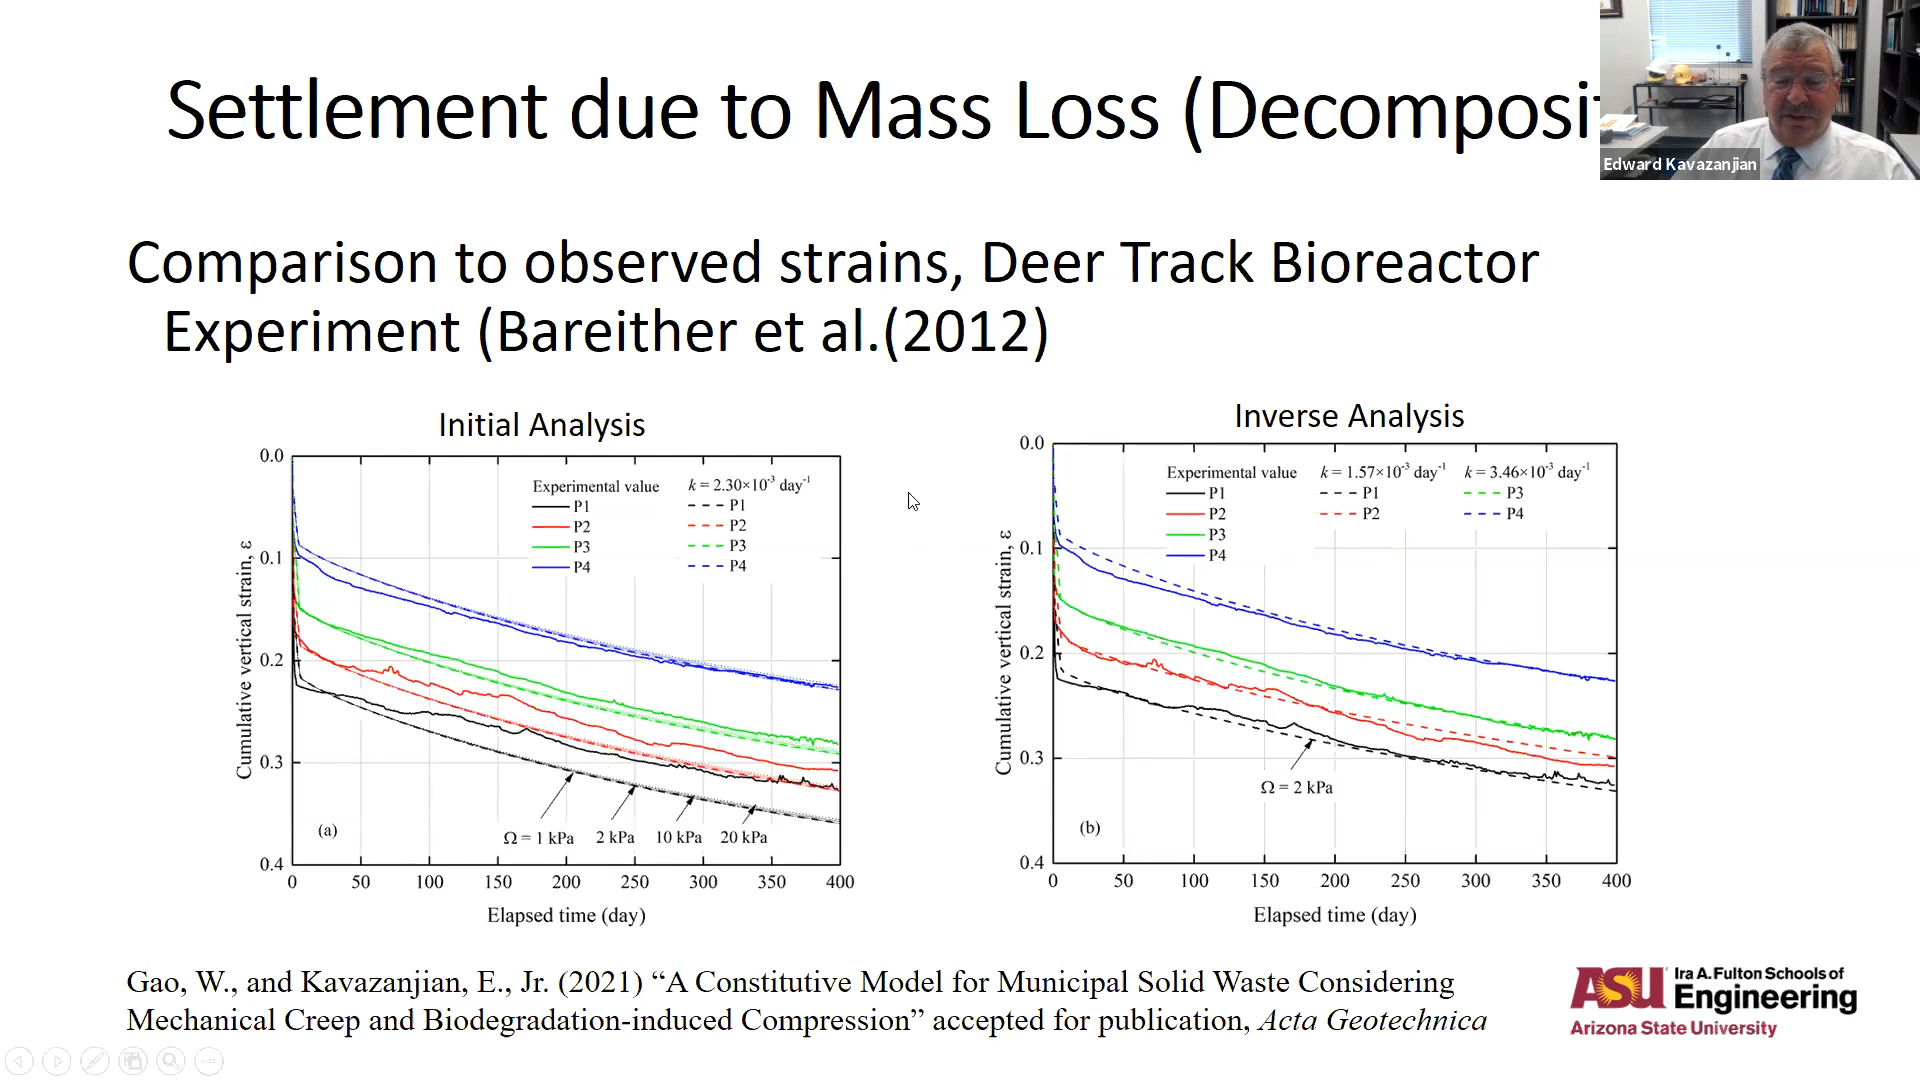 Settlement due to Mass Loss (Decomposit
Edward Kavazanjian
Comparison to observed strains, Deer Track Bioreactor
Experiment (Bareither et al.(2012)
Initial Analysis
0.0
0.1
0.2
0.3
0.4
Cumulative vertical strain, ε
Experimental value
P1
P2
P3
P4
k = 2.30×10⁻³ day⁻¹
P1
P2
P3
P4
Ω = 1 kPa 2 kPa 10 kPa 20 kPa
(a)
0 50 100 150 200 250 300 350 400
Elapsed time (day)
Inverse Analysis
0.0
0.1
0.2
0.3
0.4
Cumulative vertical strain, ε
Experimental value
P1
P2
P3
P4
k = 1.57×10⁻³ day⁻¹
P1
P2
k = 3.46×10⁻³ day⁻¹
P3
P4
Ω = 2 kPa
(b)
0 50 100 150 200 250 300 350 400
Elapsed time (day)
Gao, W., and Kavazanjian, E., Jr. (2021) “A Constitutive Model for Municipal Solid Waste Considering
Mechanical Creep and Biodegradation-induced Compression” accepted for publication, Acta Geotechnica
ASU Ira A. Fulton Schools of
Engineering
Arizona State University